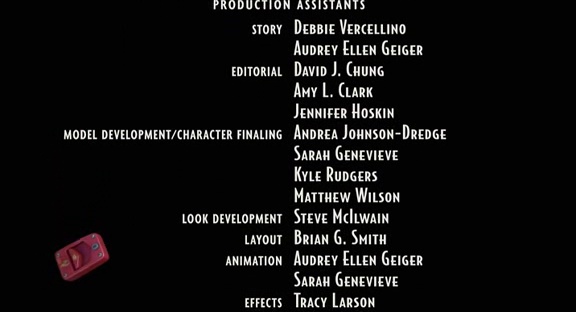 PRODUCTION ASSISTANTS
STORY DEBBIE VERCELLINO
AUDREY ELLEN GEIGER
EDITORIAL DAVID J. CHUNG
AMY L. CLARK
JENNIFER HOSKIN
MODEL DEVELOPMENT/CHARACTER FINALING ANDREA JOHNSON-DREDGE
SARAH GENEVIEVE
KYLE RUDGERS
MATTHEW WILSON
LOOK DEVELOPMENT STEVE MCILWAIN
LAYOUT BRIAN G. SMITH
ANIMATION AUDREY ELLEN GEIGER
SARAH GENEVIEVE
EFFECTS TRACY LARSON